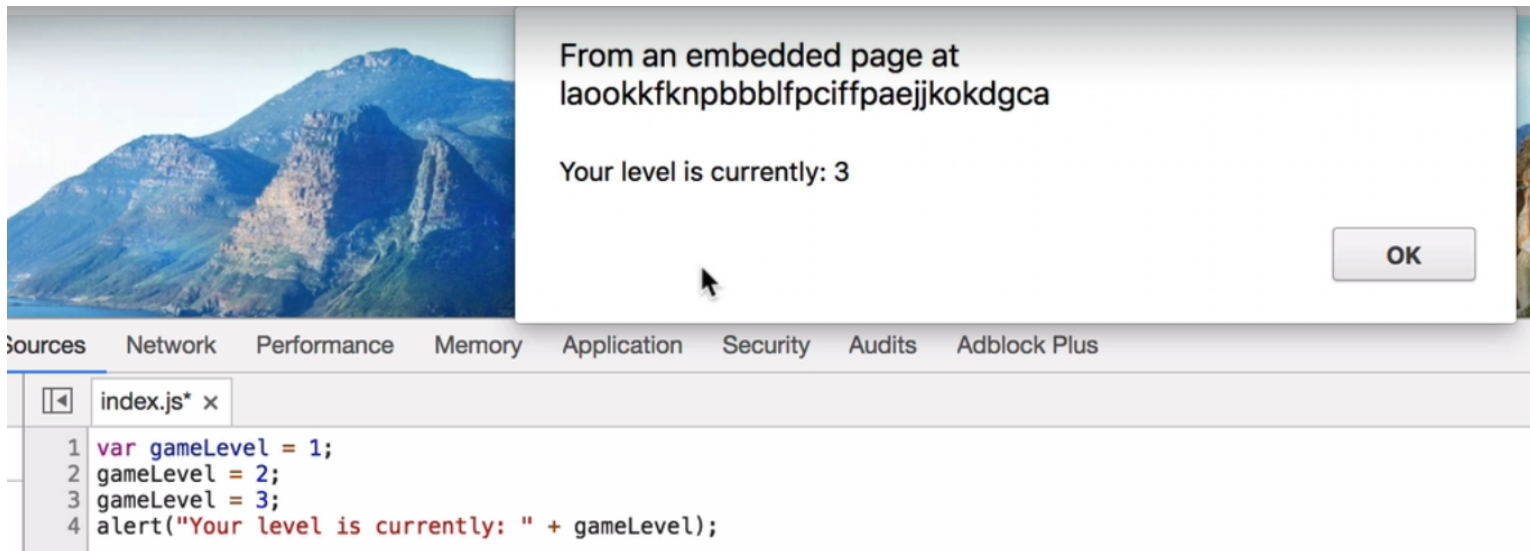 From an embedded page at
laookkfknpbbblfpciffpaejjkokdgca
Your level is currently: 3
OK
Sources Network Performance Memory Application Security Audits Adblock Plus
index.js* ×
1 var gameLevel = 1;
2 gameLevel = 2;
3 gameLevel = 3;
4 alert("Your level is currently: " + gameLevel);